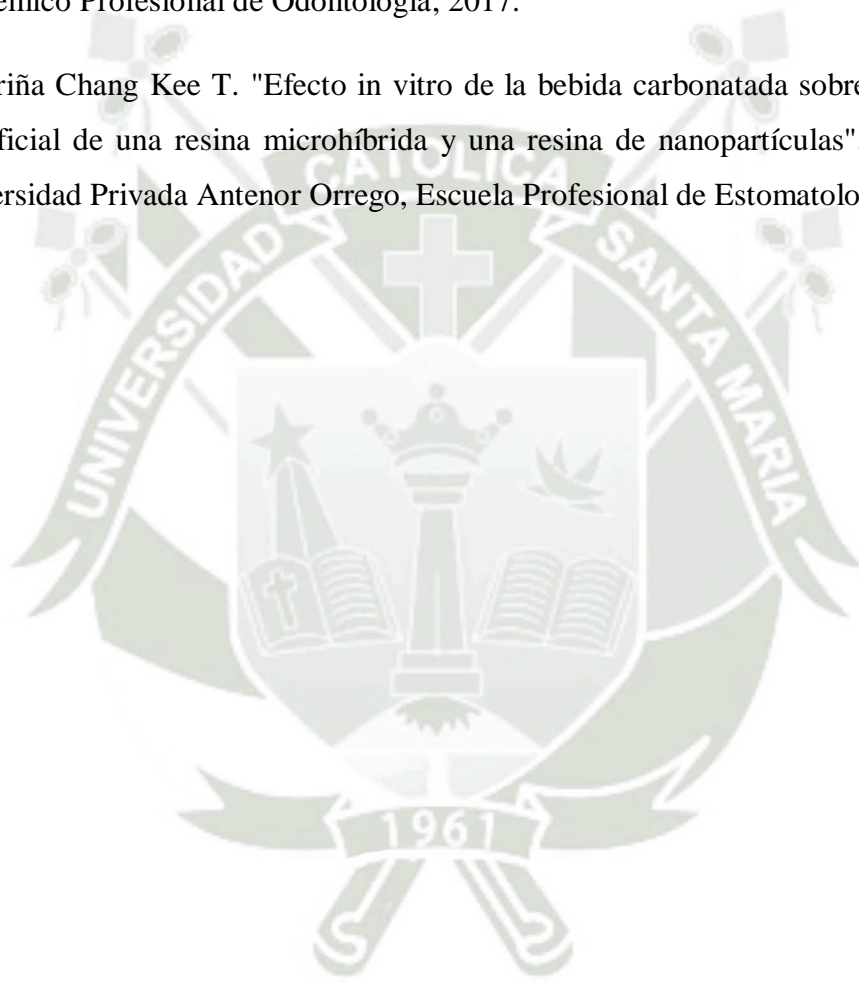 émico Profesional de Odontología, 2017.
riña Chang Kee T. "Efecto in vitro de la bebida carbonatada sobre
ficial de una resina microhíbrida y una resina de nanopartículas".
ersidad Privada Antenor Orrego, Escuela Profesional de Estomatolo
UNIVERSIDAD CATOLICA SANTA MARIA
1961